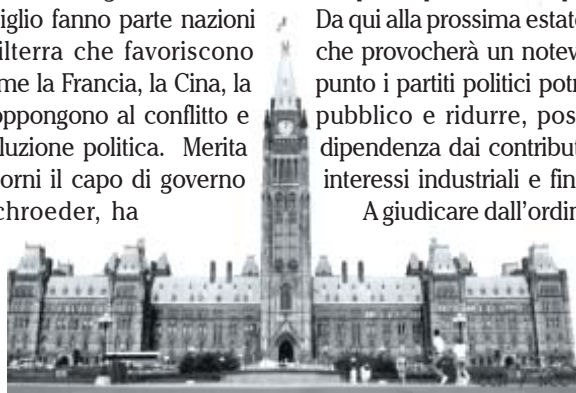 iglio fanno parte nazioni
ilterra che favoriscono
me la Francia, la Cina, la
oppongono al conflitto e
luzione politica. Merita
orni il capo di governo
chroeder, ha
Da qui alla prossima estate
che provocherà un notev
punto i partiti politici potr
pubblico e ridurre, pos
dipendenza dai contribut
interessi industriali e fin
A giudicare dall'ordin